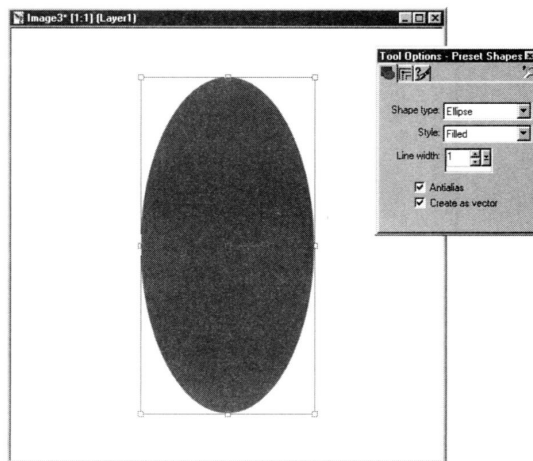 Image3* [1:1] (Layer1)
Tool Options - Preset Shapes
Shape type: Ellipse
Style: Filled
Line width: 1
Antialias
Create as vector